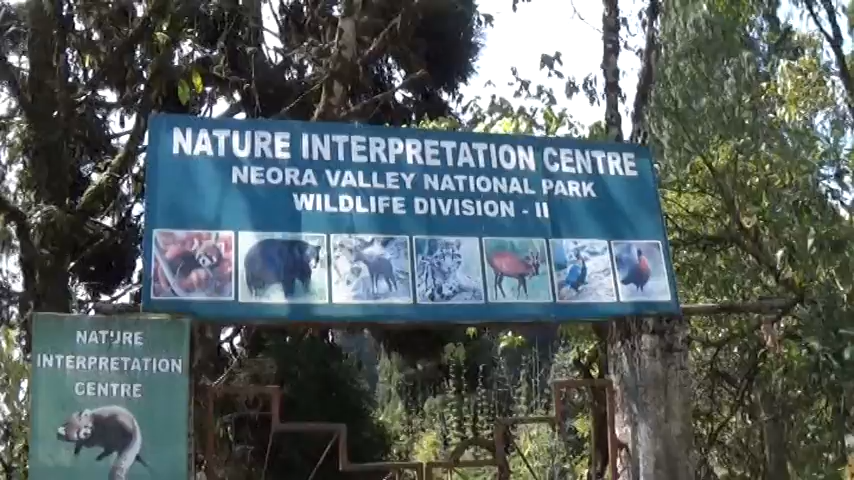 NATURE INTERPRETATION CENTRE
NEORA VALLEY NATIONAL PARK
WILDLIFE DIVISION - II
NATURE
INTERPRETATION
CENTRE